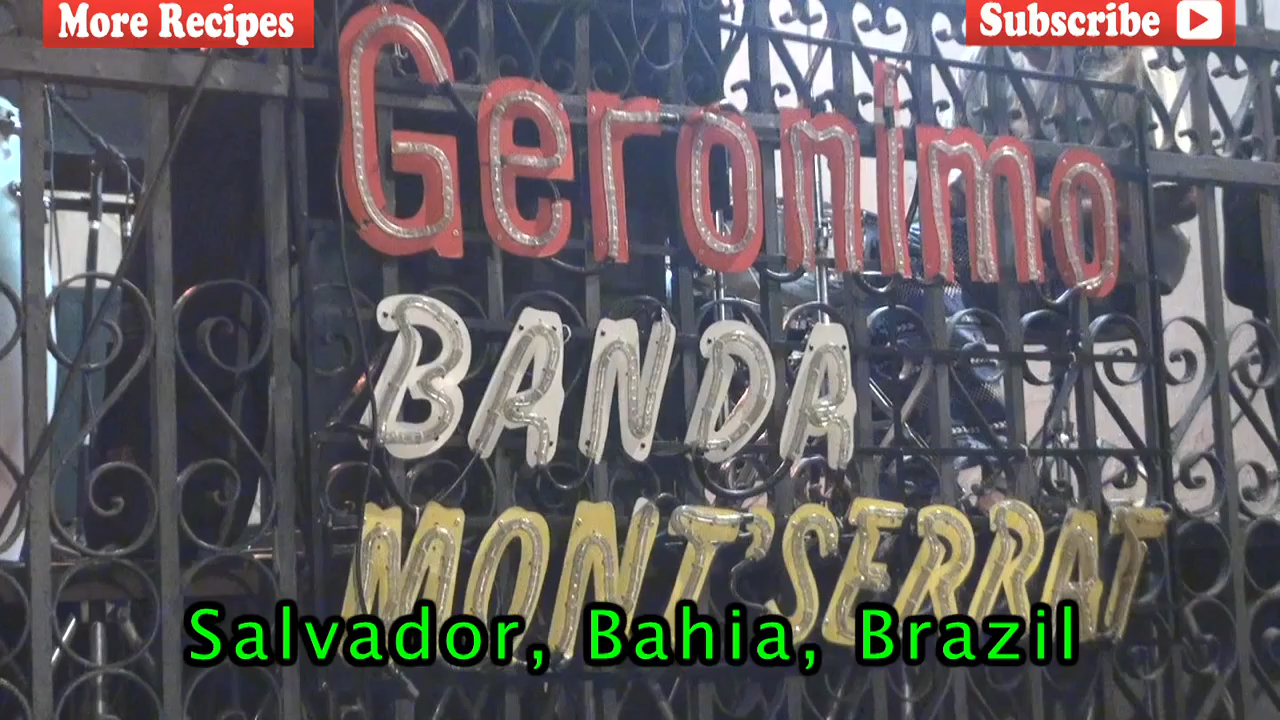 More Recipes
Subscribe
Geronimo
BANDA
MONT'SERRAT
Salvador, Bahia, Brazil